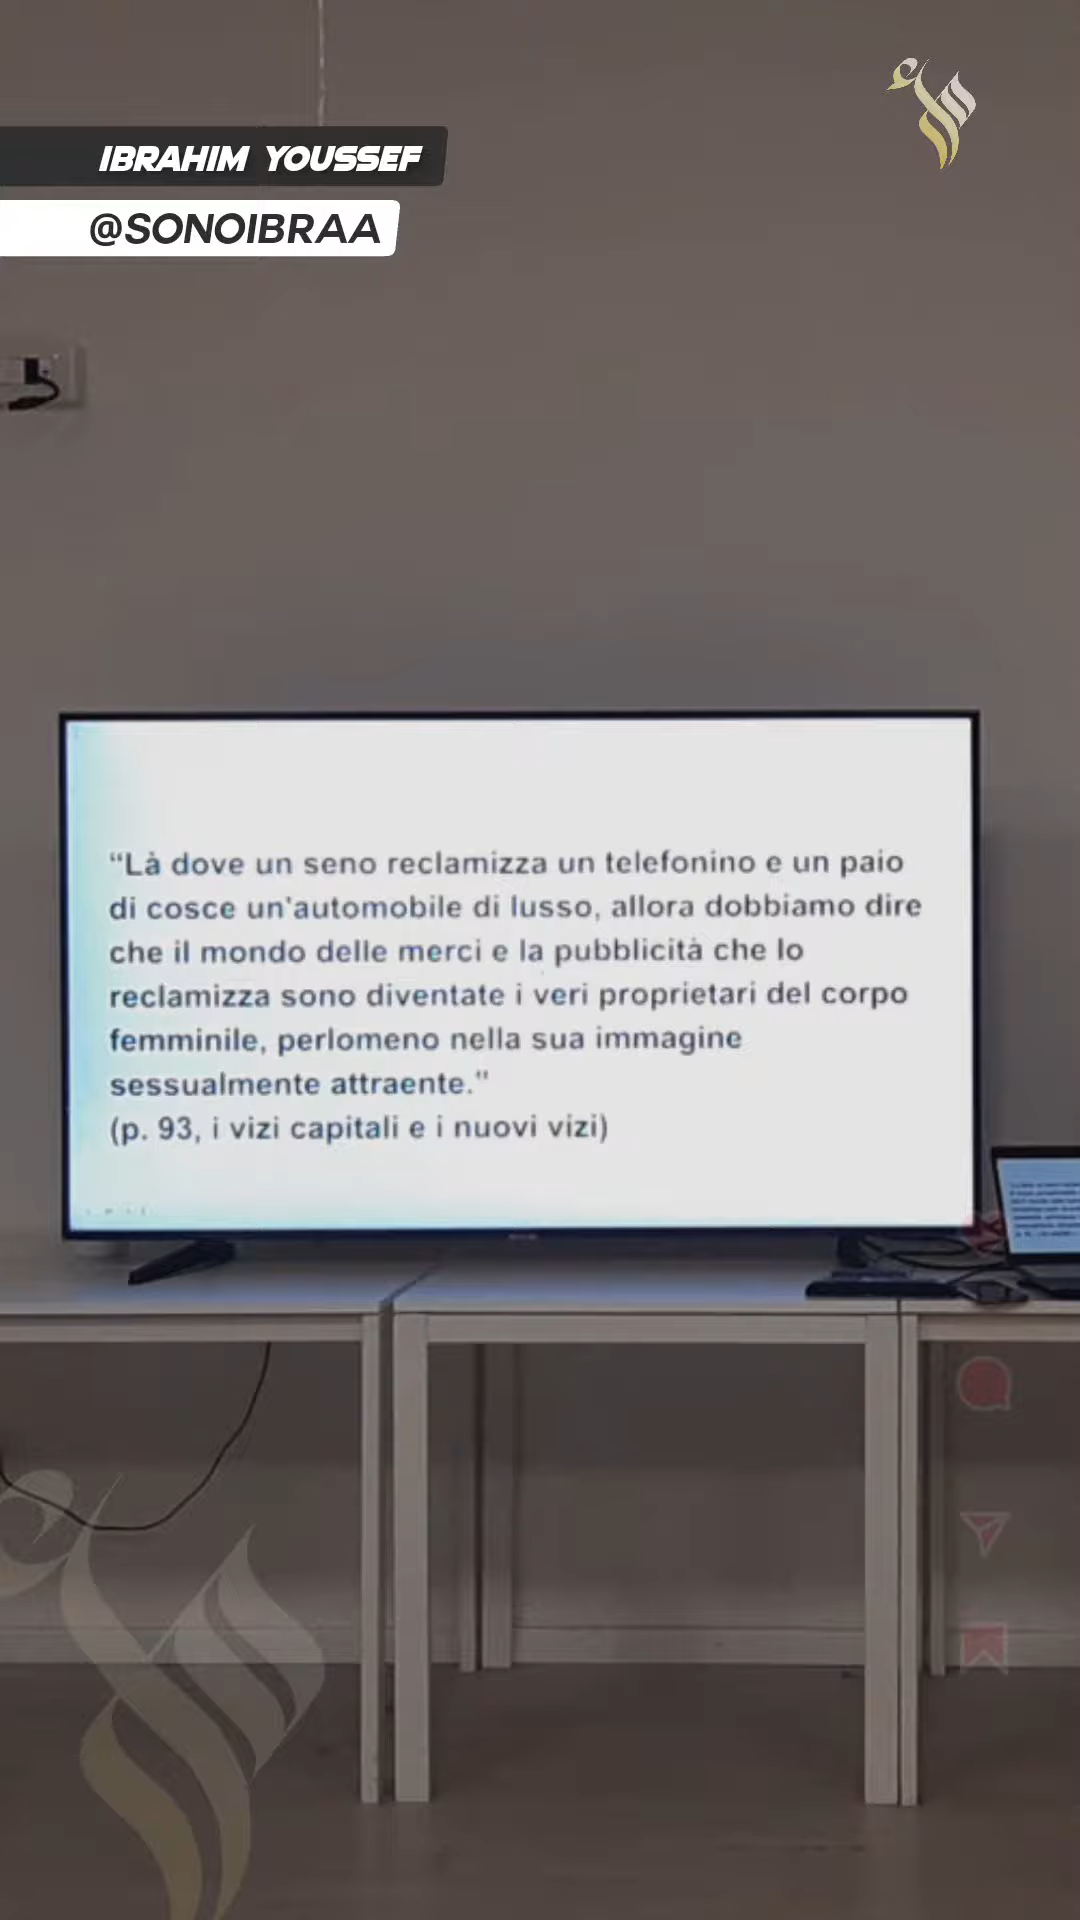 IBRAHIM YOUSSEF
@SONOIBRAA
“Là dove un seno reclamizza un telefonino e un paio
di cosce un'automobile di lusso, allora dobbiamo dire
che il mondo delle merci e la pubblicità che lo
reclamizza sono diventate i veri proprietari del corpo
femminile, perlomeno nella sua immagine
sessualmente attraente."
(p. 93, i vizi capitali e i nuovi vizi)